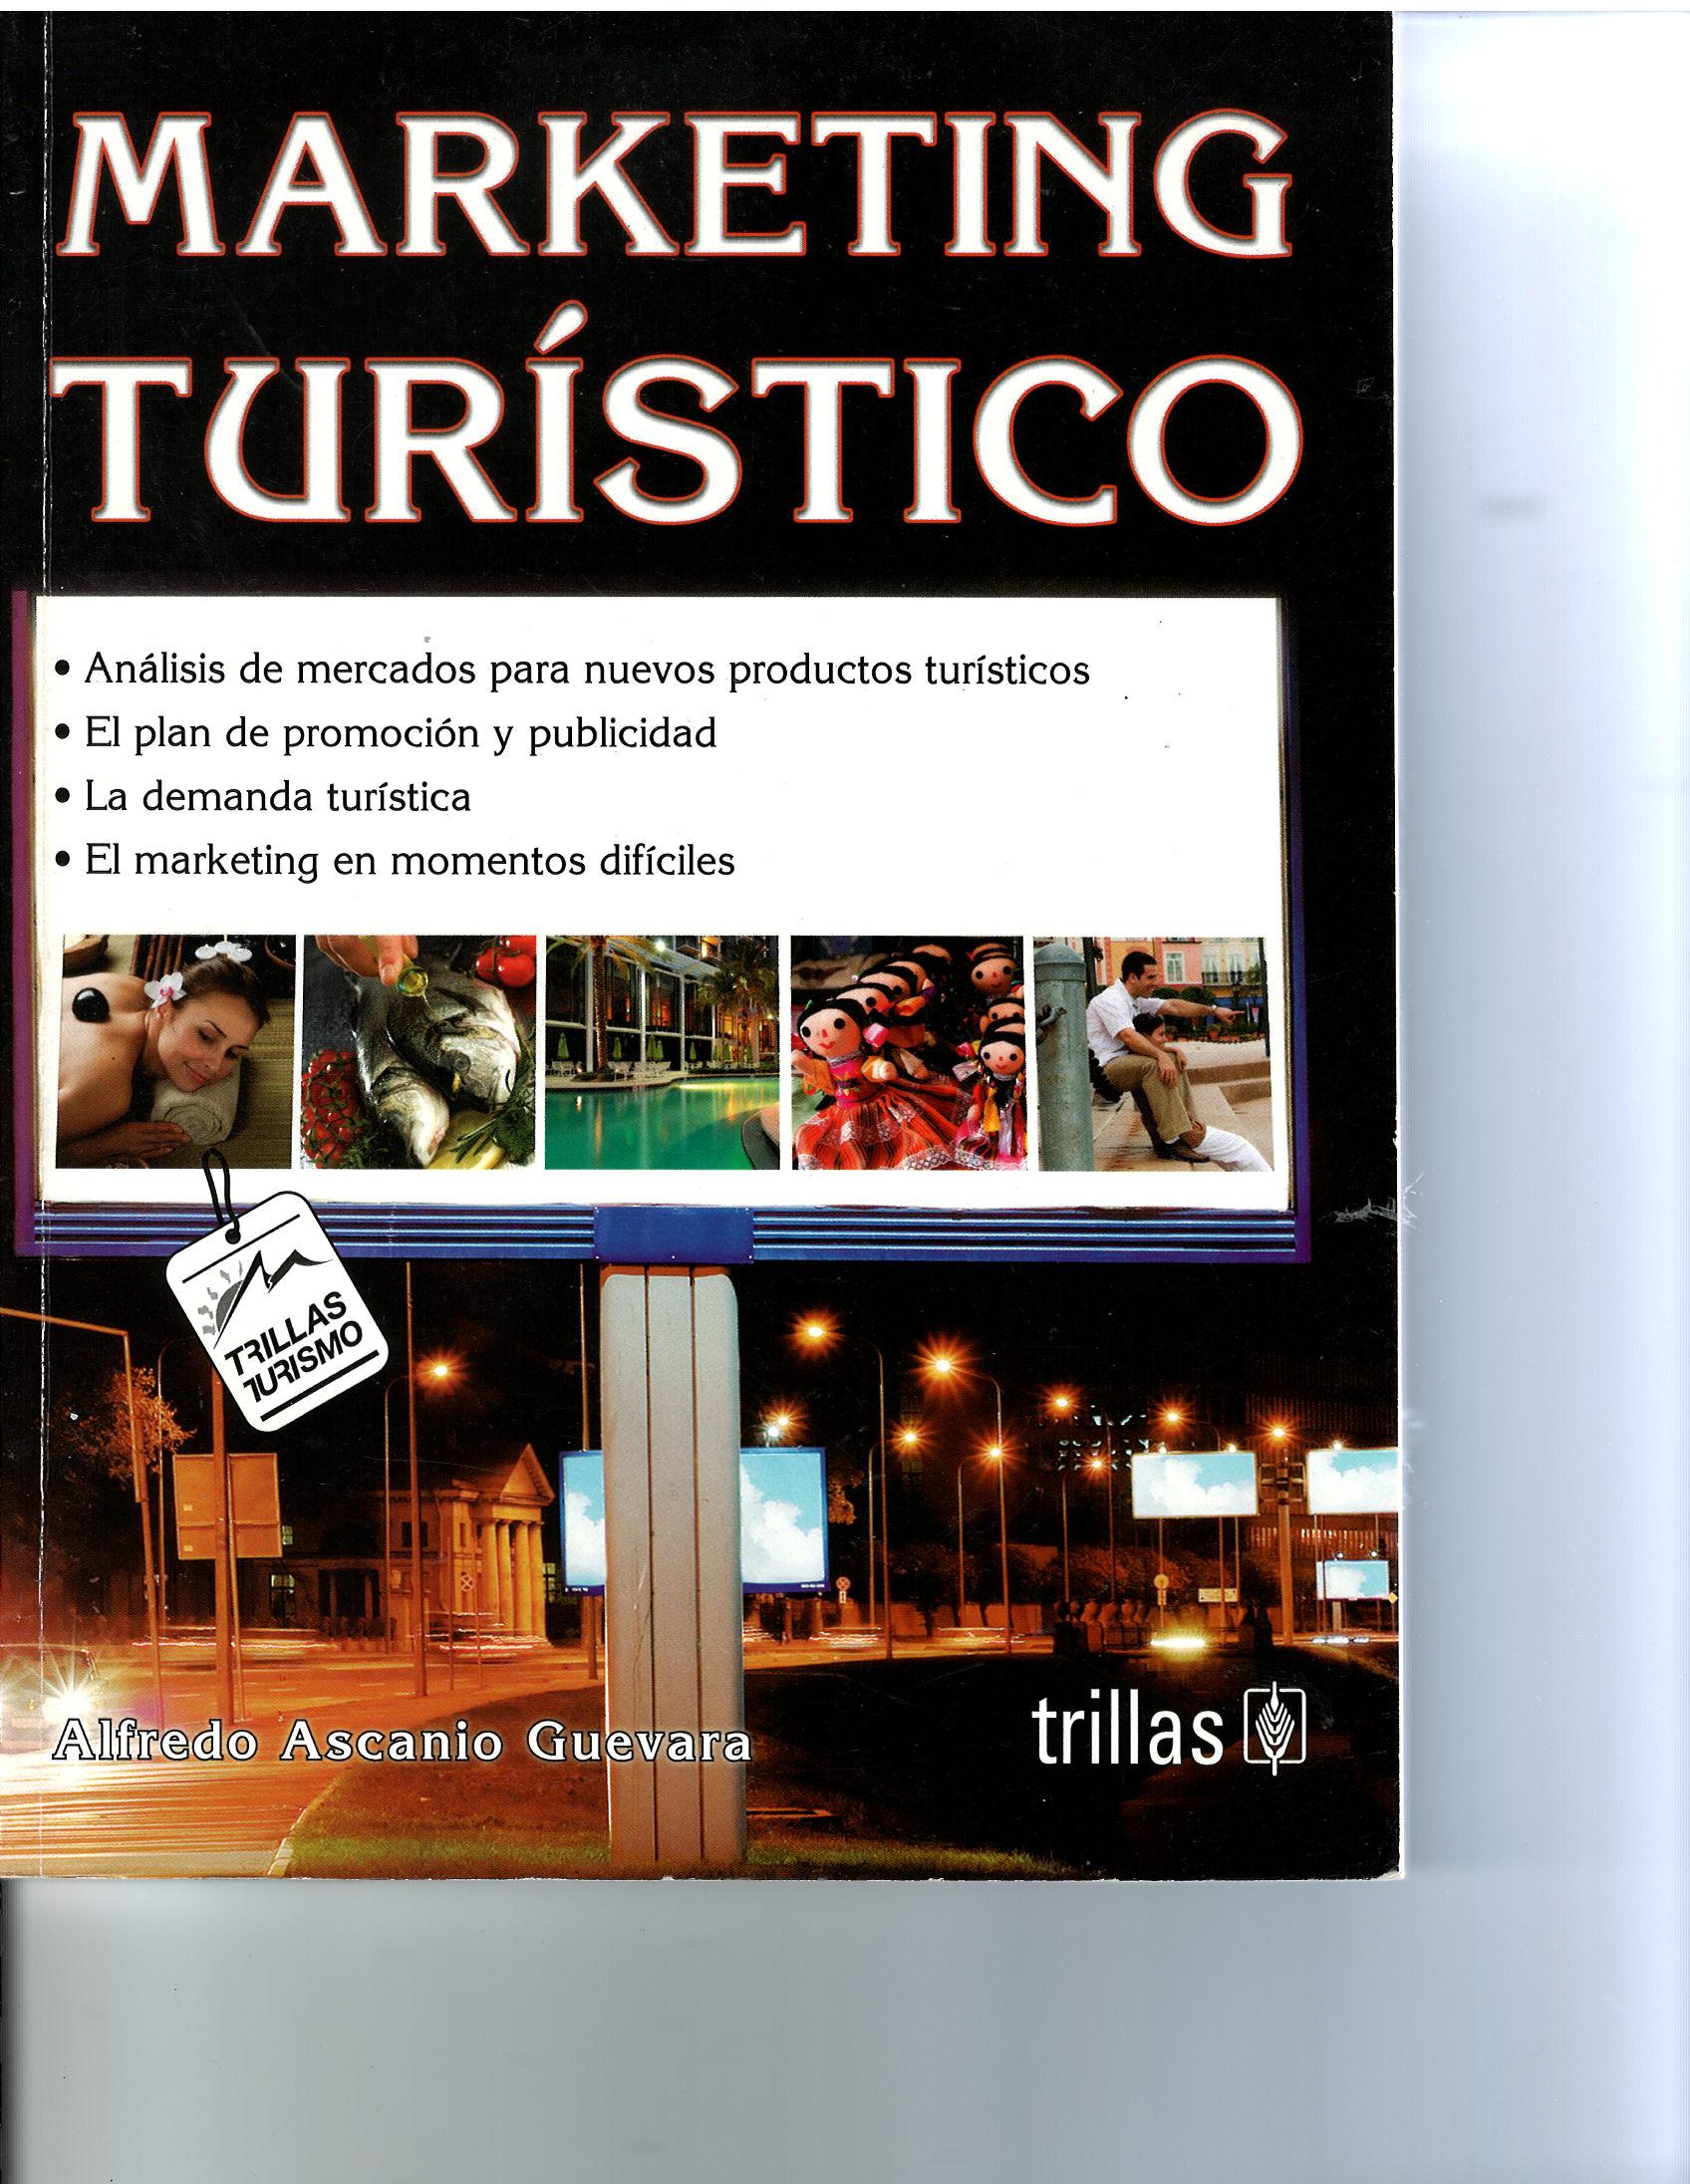 MARKETING
TURÍSTICO
• Análisis de mercados para nuevos productos turísticos
• El plan de promoción y publicidad
• La demanda turística
• El marketing en momentos difíciles
TRILLAS
TURISMO
Alfredo Ascanio Guevara
trillas